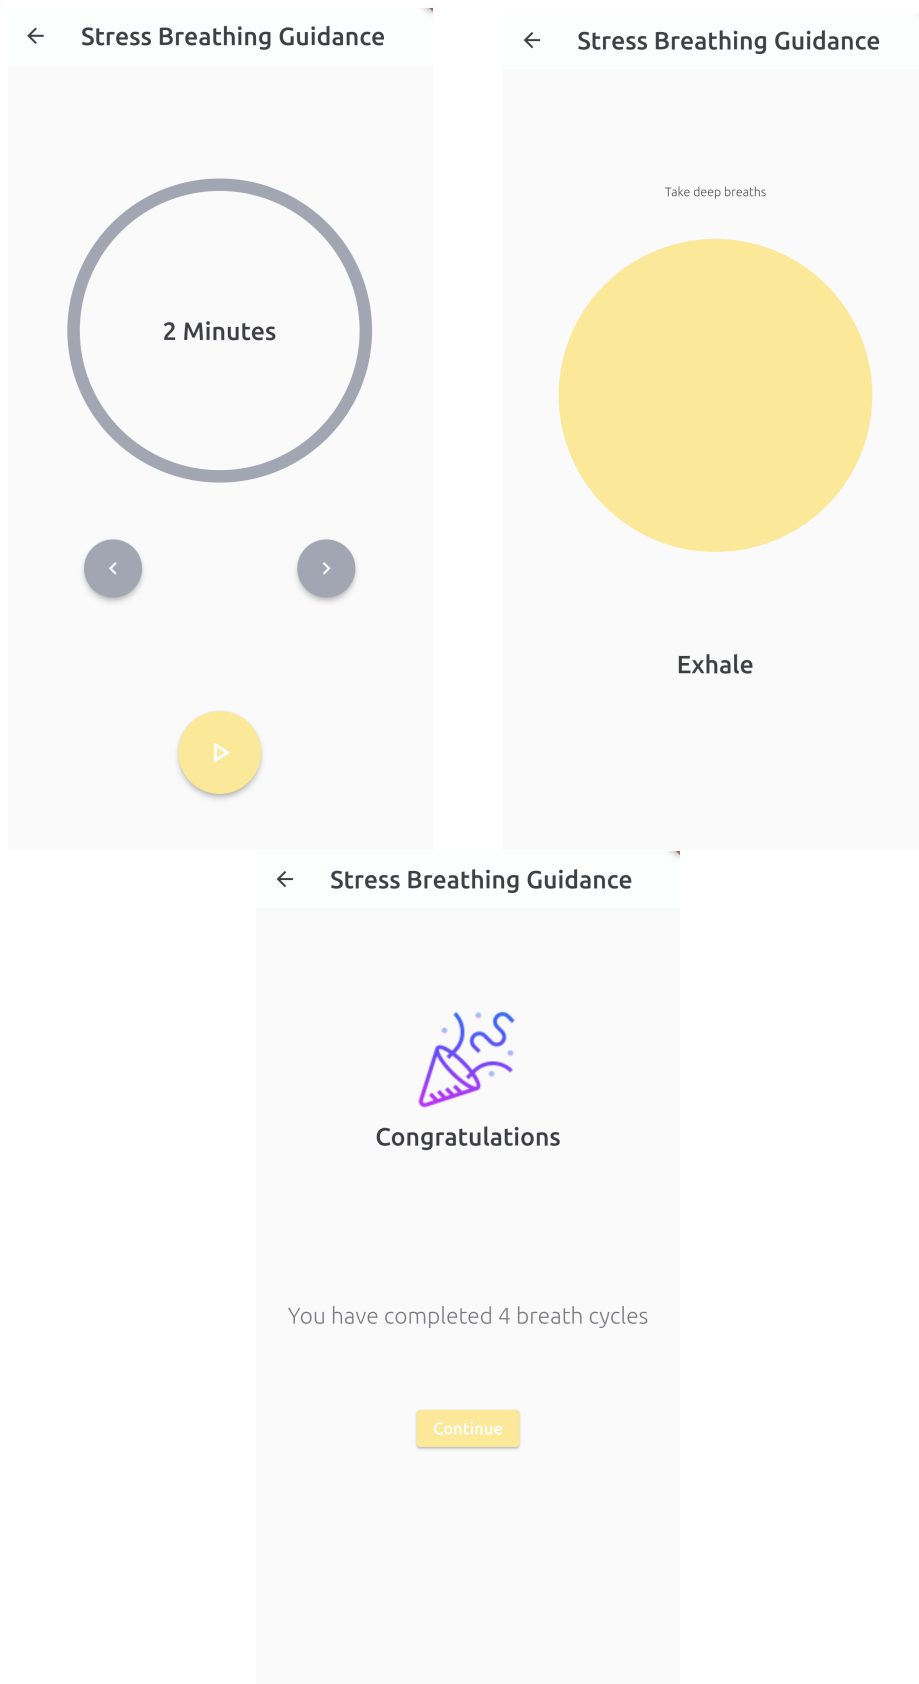 Stress Breathing Guidance
2 Minutes
Stress Breathing Guidance
Take deep breaths
Exhale
Stress Breathing Guidance
Congratulations
You have completed 4 breath cycles
Continue